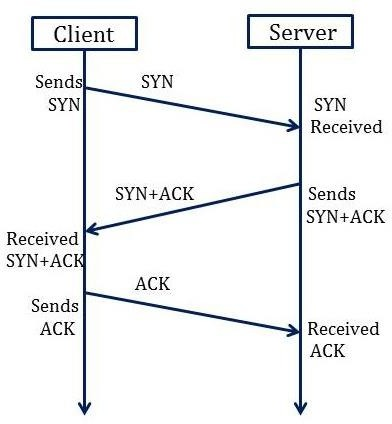 Client
Server
Sends
SYN
SYN
SYN
Received
SYN+ACK
Sends
SYN+ACK
Received
SYN+ACK
ACK
Sends
ACK
Received
ACK